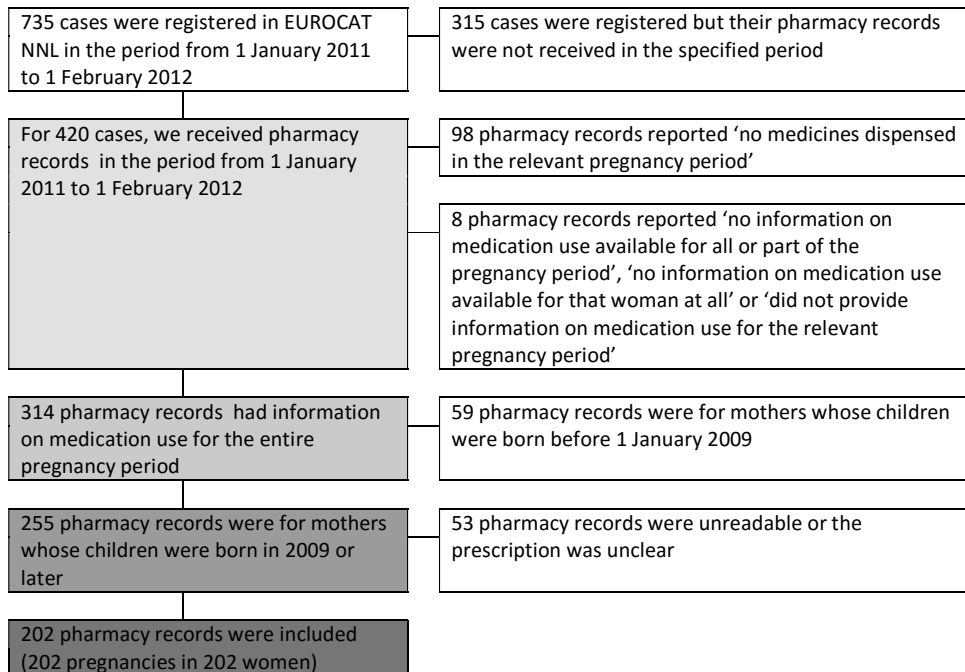 735 cases were registered in EUROCAT
NNL in the period from 1 January 2011
to 1 February 2012
315 cases were registered but their pharmacy records
were not received in the specified period
For 420 cases, we received pharmacy
records in the period from 1 January
2011 to 1 February 2012
98 pharmacy records reported ‘no medicines dispensed
in the relevant pregnancy period’
8 pharmacy records reported ‘no information on
medication use available for all or part of the
pregnancy period’, ‘no information on medication use
available for that woman at all’ or ‘did not provide
information on medication use for the relevant
pregnancy period’
314 pharmacy records had information
on medication use for the entire
pregnancy period
59 pharmacy records were for mothers whose children
were born before 1 January 2009
255 pharmacy records were for mothers
whose children were born in 2009 or
later
53 pharmacy records were unreadable or the
prescription was unclear
202 pharmacy records were included
(202 pregnancies in 202 women)